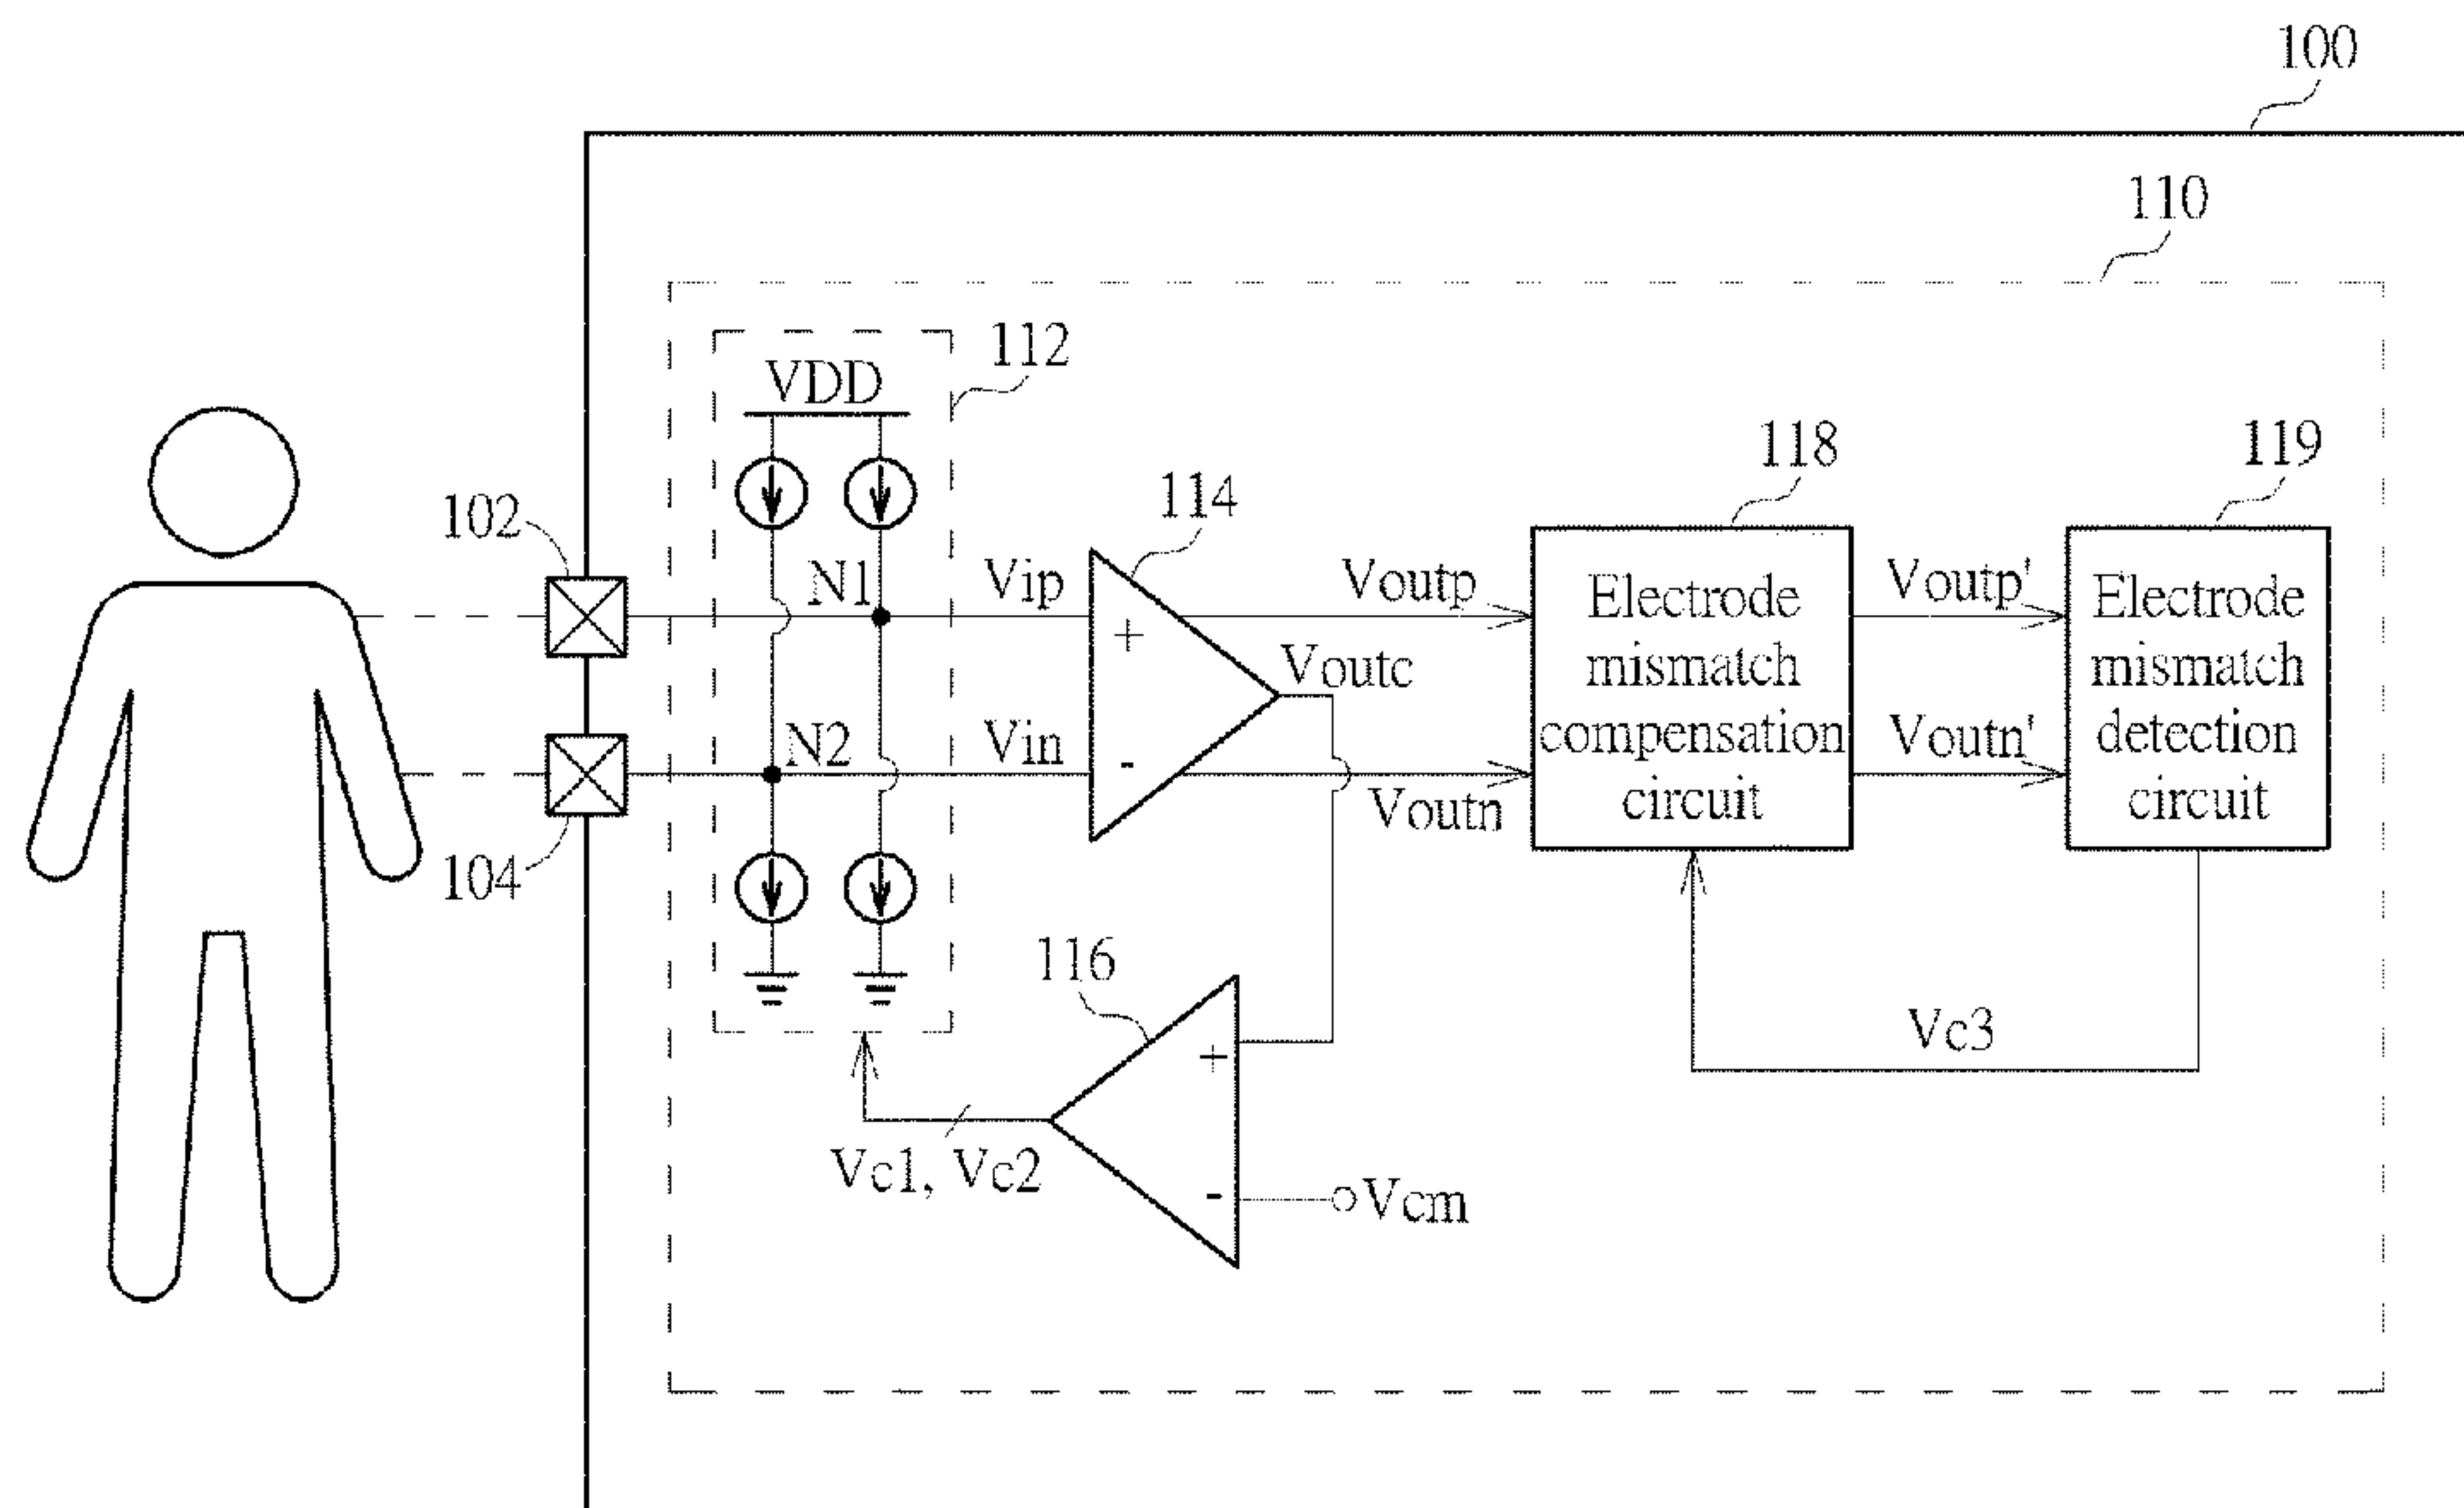 100
110
112
VDD
118
119
114
102
N1
Vip
Voutp
Electrode
mismatch
compensation
circuit
Voutp'
Electrode
mismatch
detection
circuit
Voutc
N2
Vin
Voutn
Voutn'
104
+
-
116
+
-
Vc3
Vc1, Vc2
Vcm